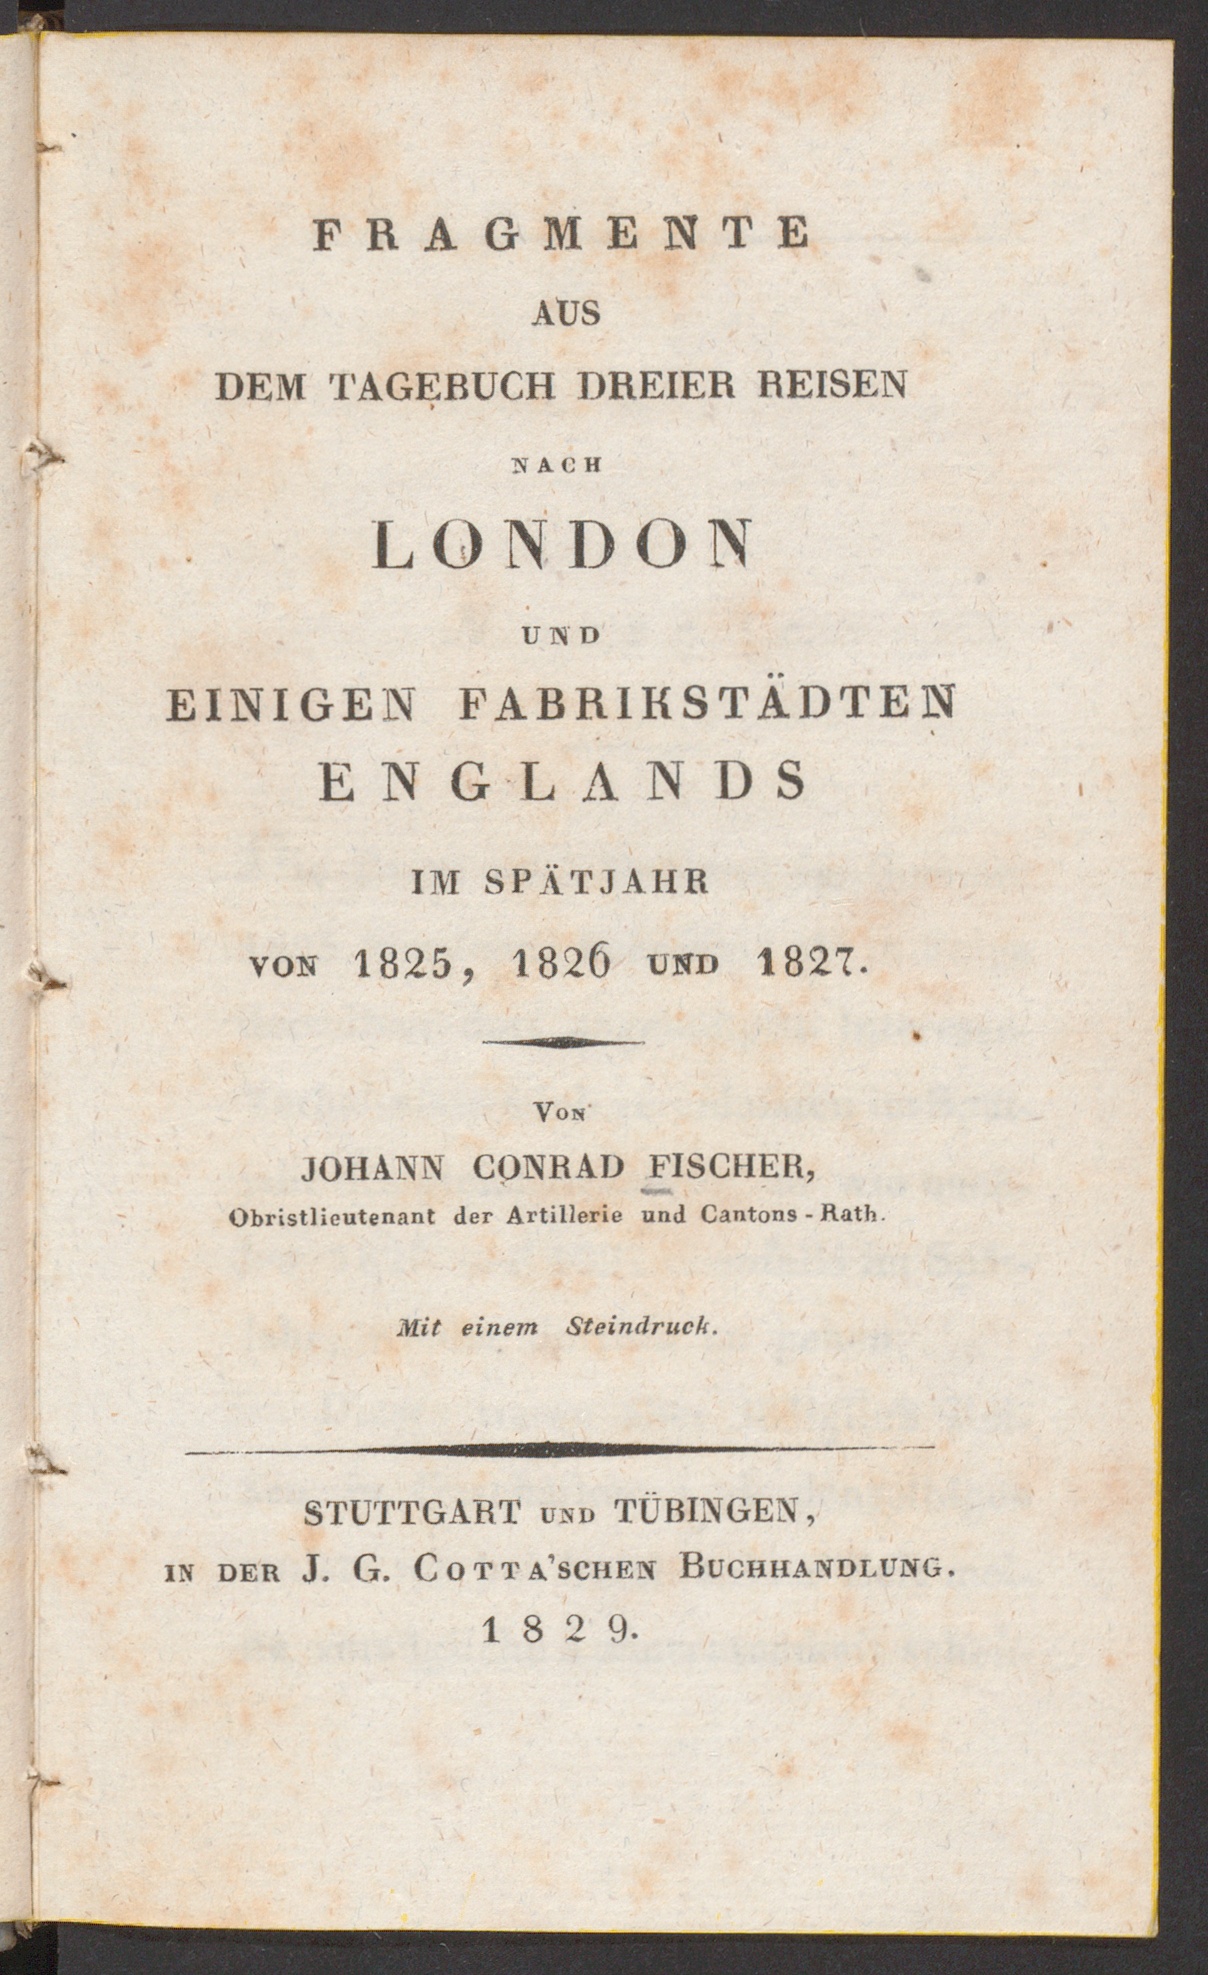 FRAGMENTE
AUS
DEM TAGEBUCH DREIER REISEN
NACH
LONDON
UND
EINIGEN FABRIKSTÄDTEN
ENGLANDS
IM SPÄTJAHR
VON 1825, 1826 UND 1827.
VON
JOHANN CONRAD FISCHER,
Obristlieutenant der Artillerie und Cantons-Rath.
Mit einem Steindruck.
STUTTGART UND TÜBINGEN,
IN DER J. G. COTTA'SCHEN BUCHHANDLUNG.
1829.